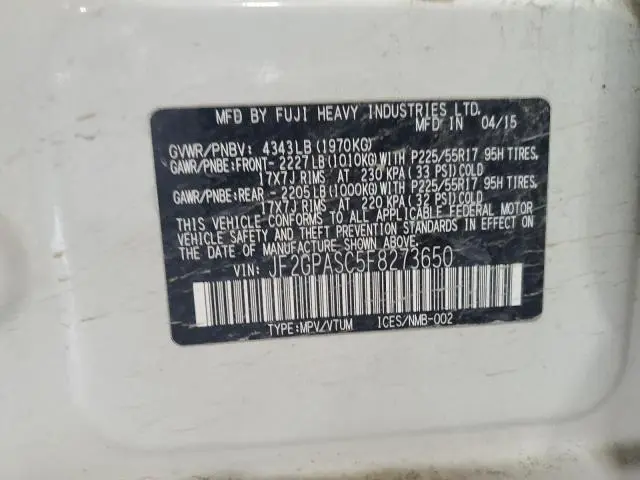 MFD BY FUJI HEAVY INDUSTRIES LTD.
MFD IN 04/15
GVWR/PNBV: 4343LB (1970KG)
GAWR/PNBE:FRONT- 2227LB (1010KG)WITH P225/55R17 95H TIRES,
17X7J RIMS AT 230 KPA (33 PSI)COLD
GAWR/PNBE:REAR - 2205LB (1000KG)WITH P225/55R17 95H TIRES,
17X7J RIMS AT 220 KPA (32 PSI)COLD
THIS VEHICLE CONFORMS TO ALL APPLICABLE FEDERAL MOTOR
VEHICLE SAFETY AND THEFT PREVENTION STANDARDS IN EFFECT ON
THE DATE OF MANUFACTURE SHOWN ABOVE.
VIN: JF2GPASC5F8273650
TYPE:MPV/VTUM ICES/NMB-002